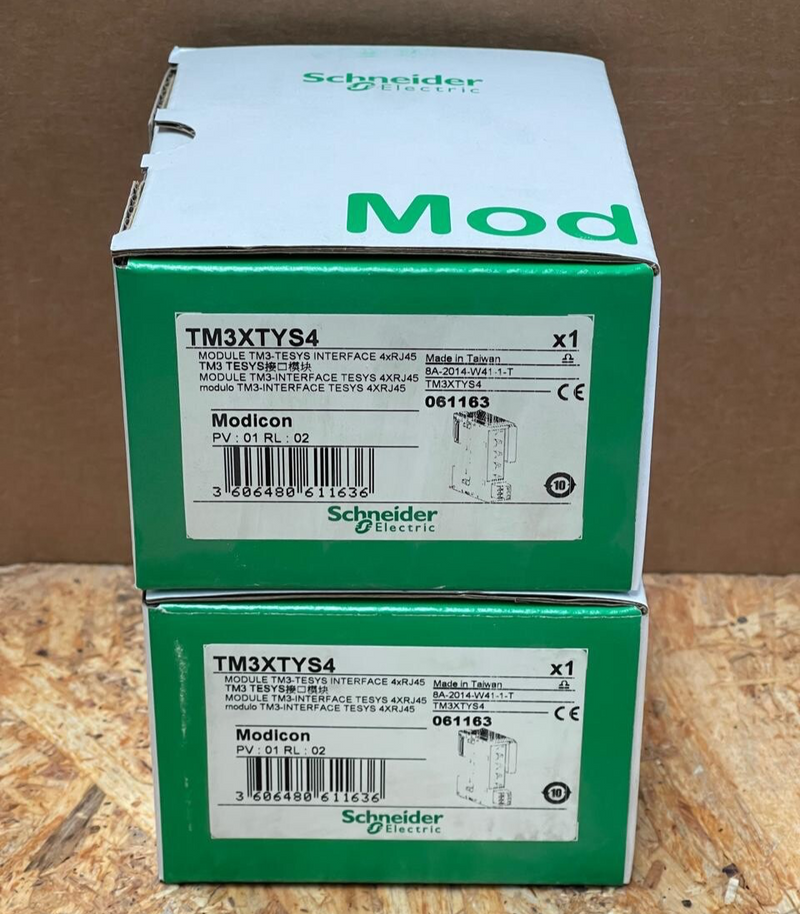 Schneider
Electric
Mod
TM3XTYS4
x1
MODULE TM3-TESYS INTERFACE 4xRJ45
TM3 TESYS接口模块
MODULE TM3-INTERFACE TESYS 4XRJ45
modulo TM3-INTERFACE TESYS 4XRJ45
Made in Taiwan
8A-2014-W41-1-T
TM3XTYS4
061163
CE
Modicon
PV : 01 RL : 02
3 606480 611636
10
Schneider
Electric
TM3XTYS4
x1
MODULE TM3-TESYS INTERFACE 4xRJ45
TM3 TESYS接口模块
MODULE TM3-INTERFACE TESYS 4XRJ45
modulo TM3-INTERFACE TESYS 4XRJ45
Made in Taiwan
8A-2014-W41-1-T
TM3XTYS4
061163
CE
Modicon
PV : 01 RL : 02
3 606480 611636
10
Schneider
Electric